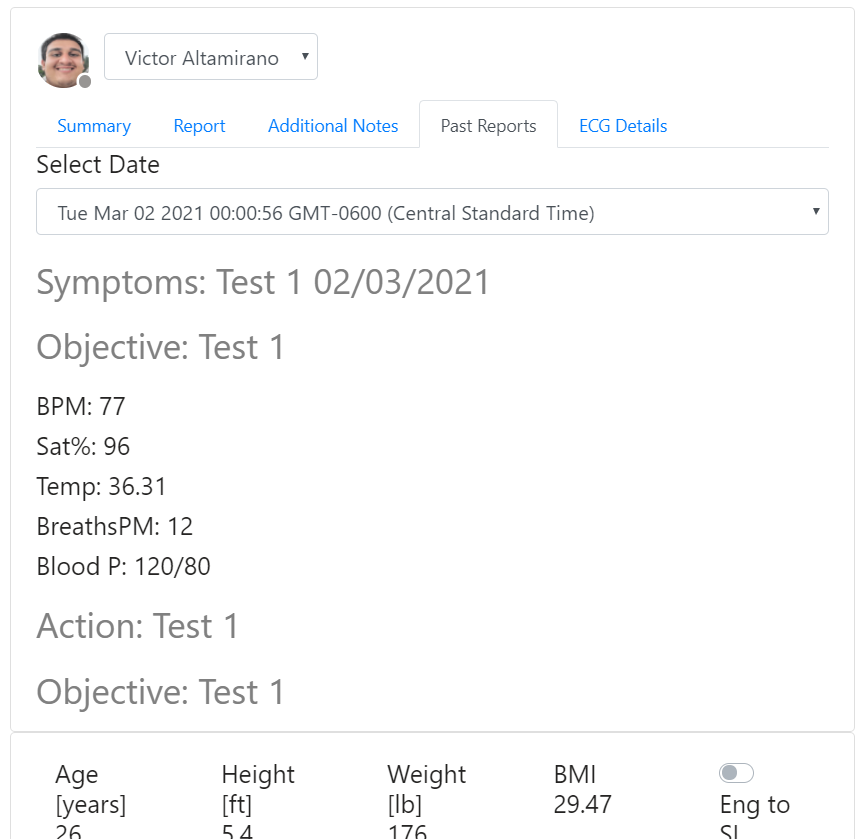 Victor Altamirano
Summary Report Additional Notes Past Reports ECG Details
Select Date
Tue Mar 02 2021 00:00:56 GMT-0600 (Central Standard Time)
Symptoms: Test 1 02/03/2021
Objective: Test 1
BPM: 77
Sat%: 96
Temp: 36.31
BreathsPM: 12
Blood P: 120/80
Action: Test 1
Objective: Test 1
Age Height Weight BMI
[years] [ft] [lb] 29.47 Eng to
26 5.4 176 SI